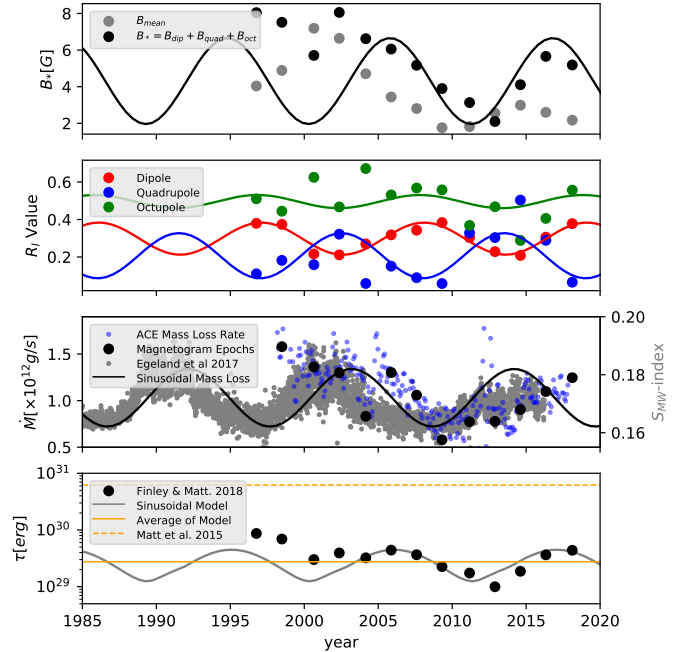 8
6
4
2
B*[G]
B_mean
B* = B_dip + B_quad + B_oct
0.6
0.4
0.2
R_l Value
Dipole
Quadrupole
Octupole
1.5
1.0
0.5
Ṁ[×10^12 g/s]
ACE Mass Loss Rate
Magnetogram Epochs
Egeland et al 2017
Sinusoidal Mass Loss
0.20
0.18
0.16
S_MW-index
10^31
10^30
10^29
τ[erg]
Finley & Matt. 2018
Sinusoidal Model
Average of Model
Matt et al. 2015
1985 1990 1995 2000 2005 2010 2015 2020
year